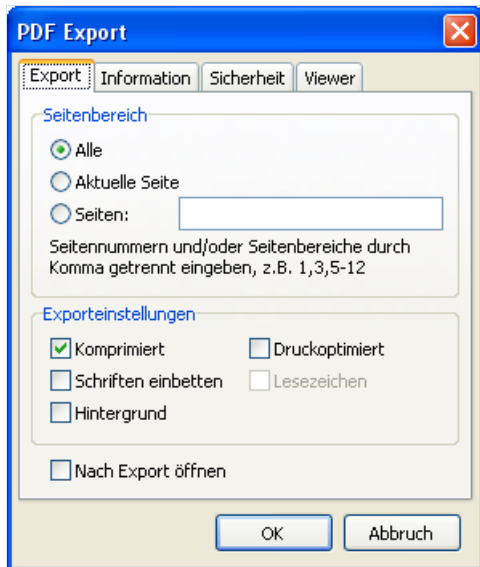 PDF Export
Export Information Sicherheit Viewer
Seitenbereich
Alle
Aktuelle Seite
Seiten:
Seitennummern und/oder Seitenbereiche durch
Komma getrennt eingeben, z.B. 1,3,5-12
Exporteinstellungen
Komprimiert Druckoptimiert
Schriften einbetten Lesezeichen
Hintergrund
Nach Export öffnen
OK Abbruch